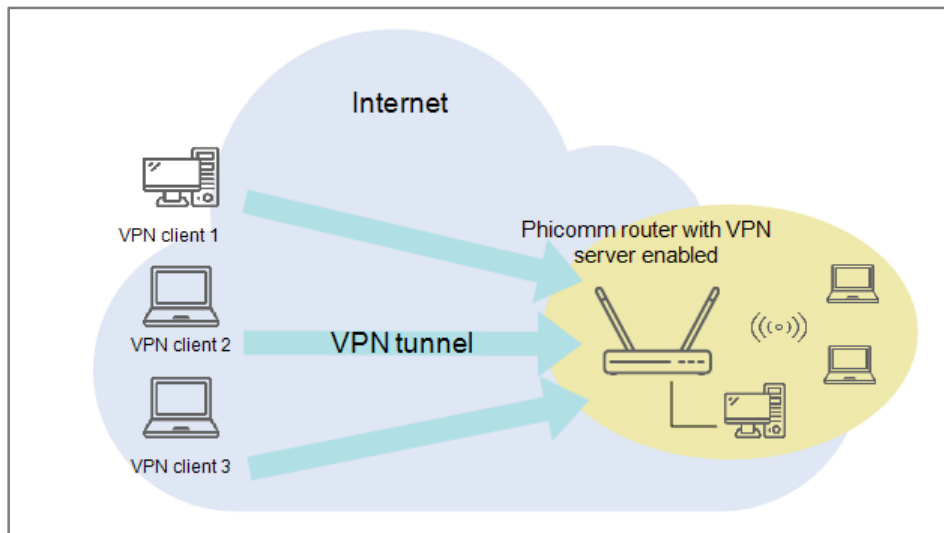 Internet
VPN client 1
Phicomm router with VPN
server enabled
VPN client 2
VPN tunnel
VPN client 3